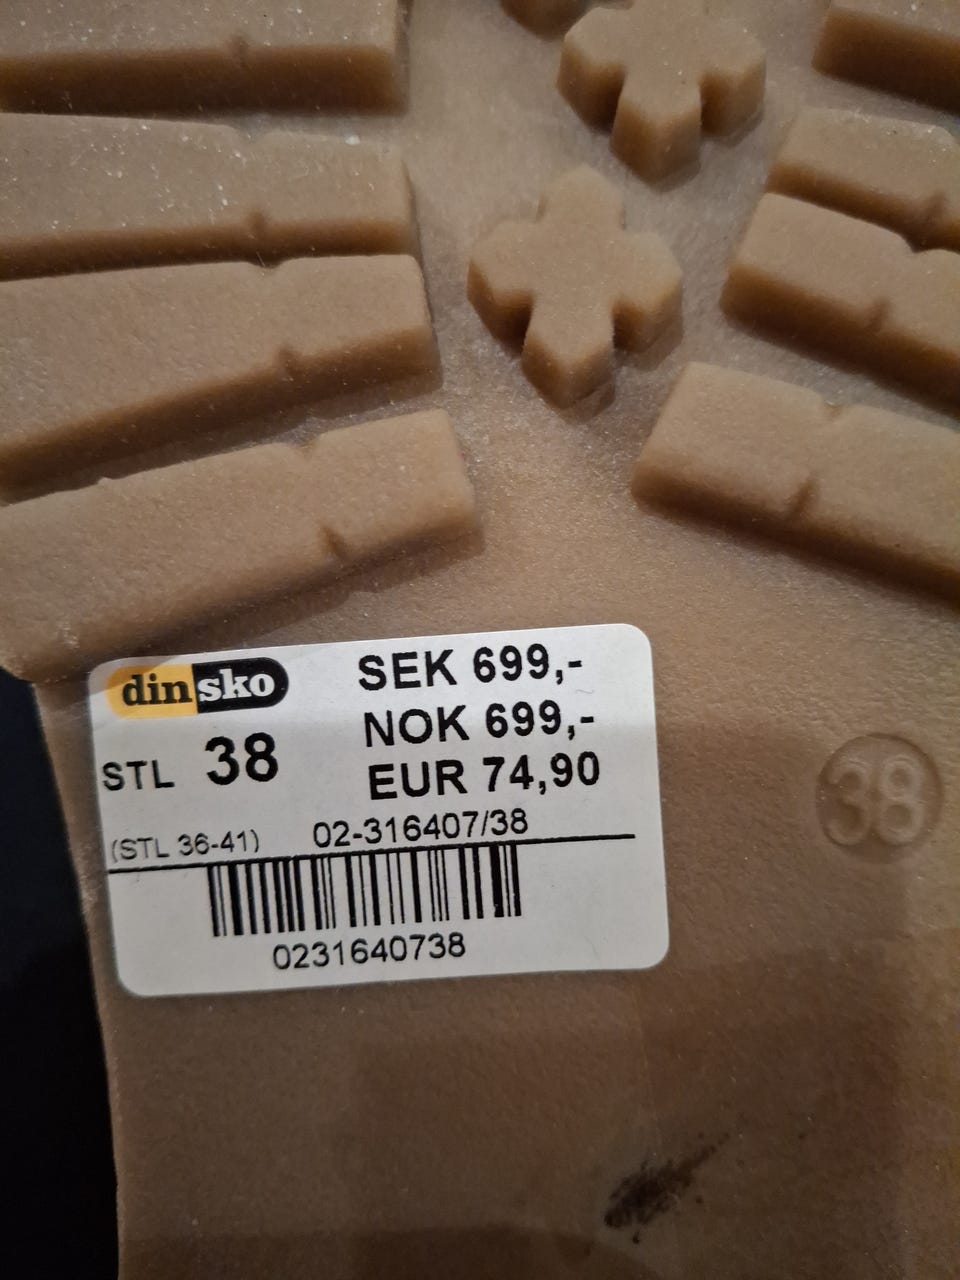 dinsko
SEK 699,-
NOK 699,-
EUR 74,90
STL 38
(STL 36-41) 02-316407/38
0231640738
38